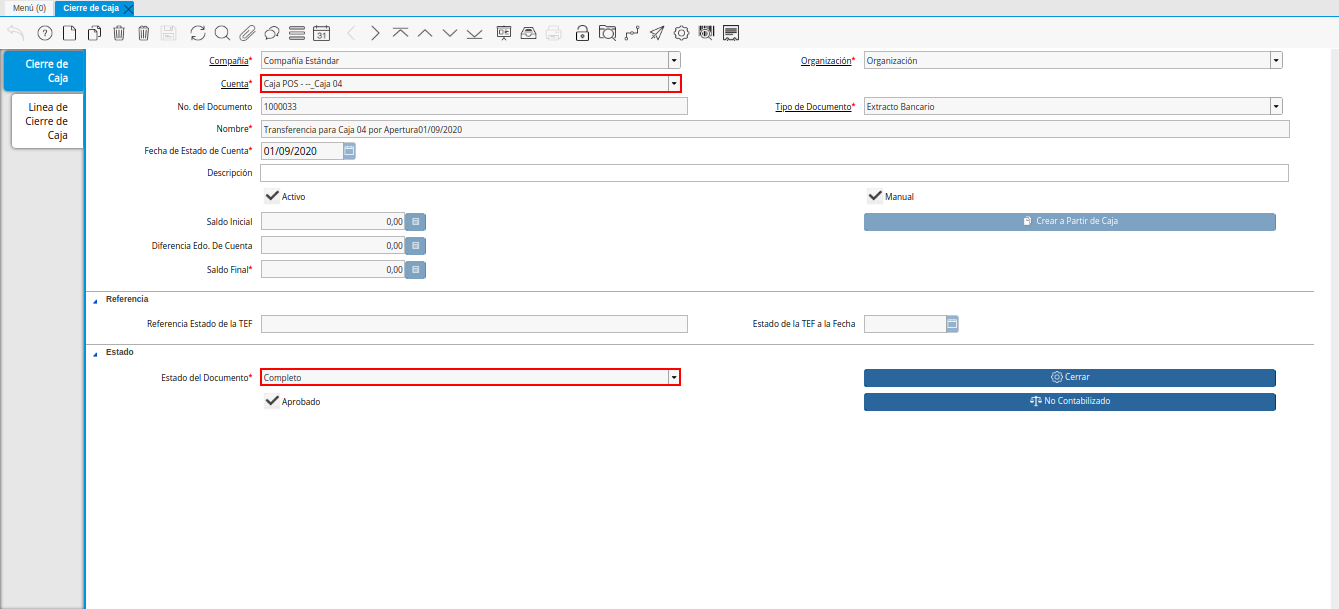 Menú (0)
Cierre de Caja
31
Cierre de
Caja
Linea de
Cierre de
Caja
Compañía* Compañía Estándar
Organización* Organización
Cuenta* Caja POS - --_Caja 04
No. del Documento 1000033
Tipo de Documento* Extracto Bancario
Nombre* Transferencia para Caja 04 por Apertura01/09/2020
Fecha de Estado de Cuenta* 01/09/2020
Descripción
Activo
Manual
Saldo Inicial 0,00
Crear a Partir de Caja
Diferencia Edo. De Cuenta 0,00
Saldo Final* 0,00
Referencia
Referencia Estado de la TEF
Estado de la TEF a la Fecha
Estado
Estado del Documento* Completo
Cerrar
Aprobado
No Contabilizado